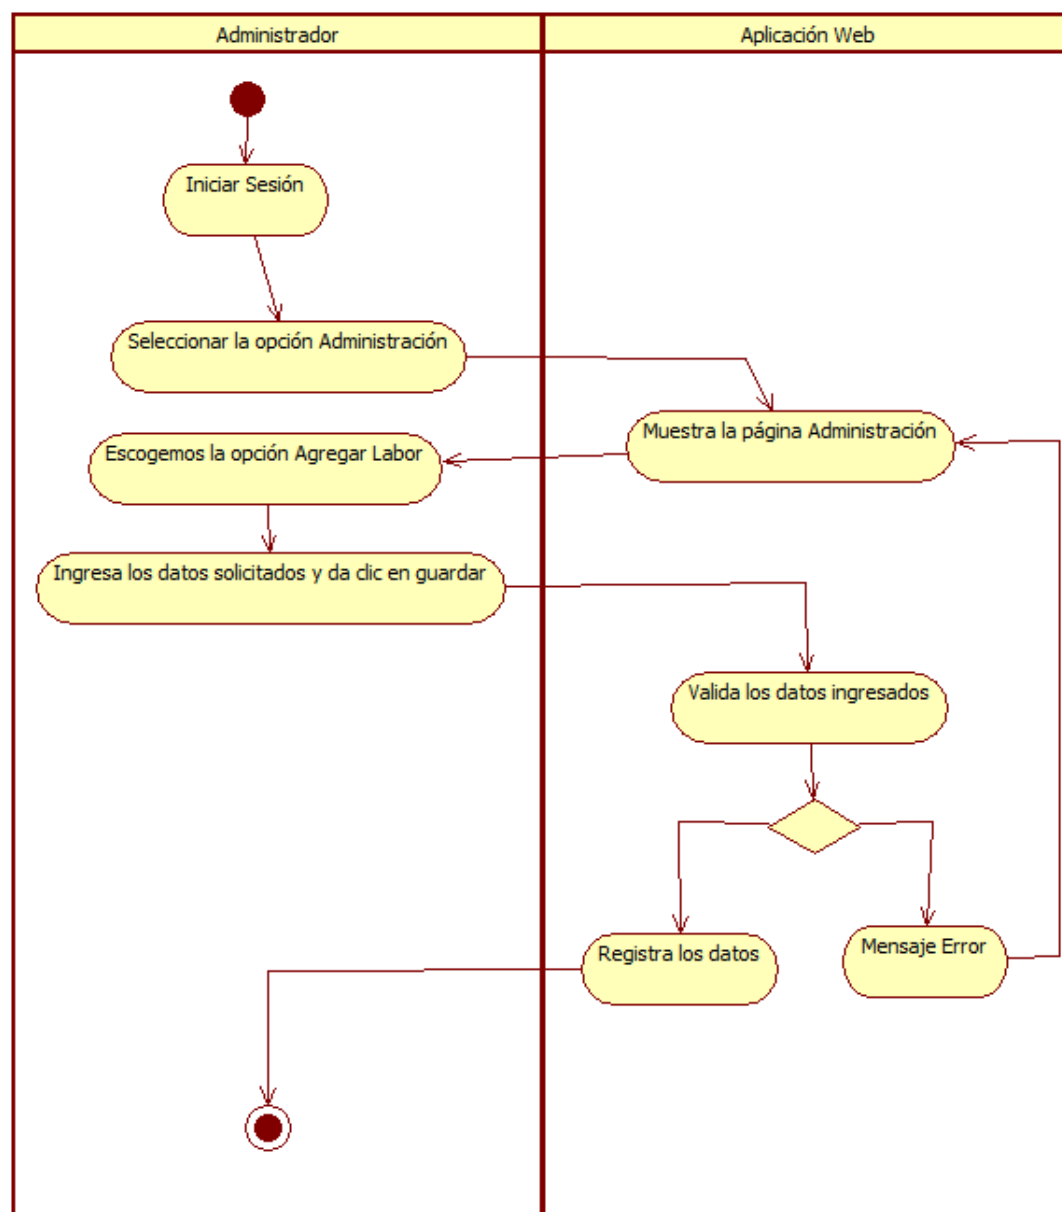 Administrador
Aplicación Web
Iniciar Sesión
Seleccionar la opción Administración
Muestra la página Administración
Escogemos la opción Agregar Labor
Ingresa los datos solicitados y da clic en guardar
Valida los datos ingresados
Registra los datos
Mensaje Error